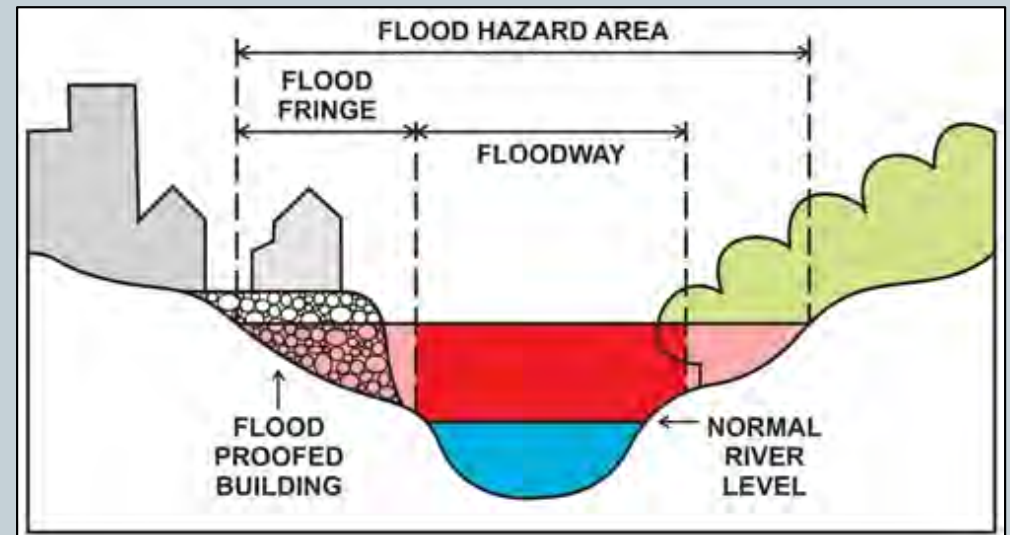 FLOOD HAZARD AREA
FLOOD
FRINGE
FLOODWAY
FLOOD
PROOFED
BUILDING
NORMAL
RIVER
LEVEL